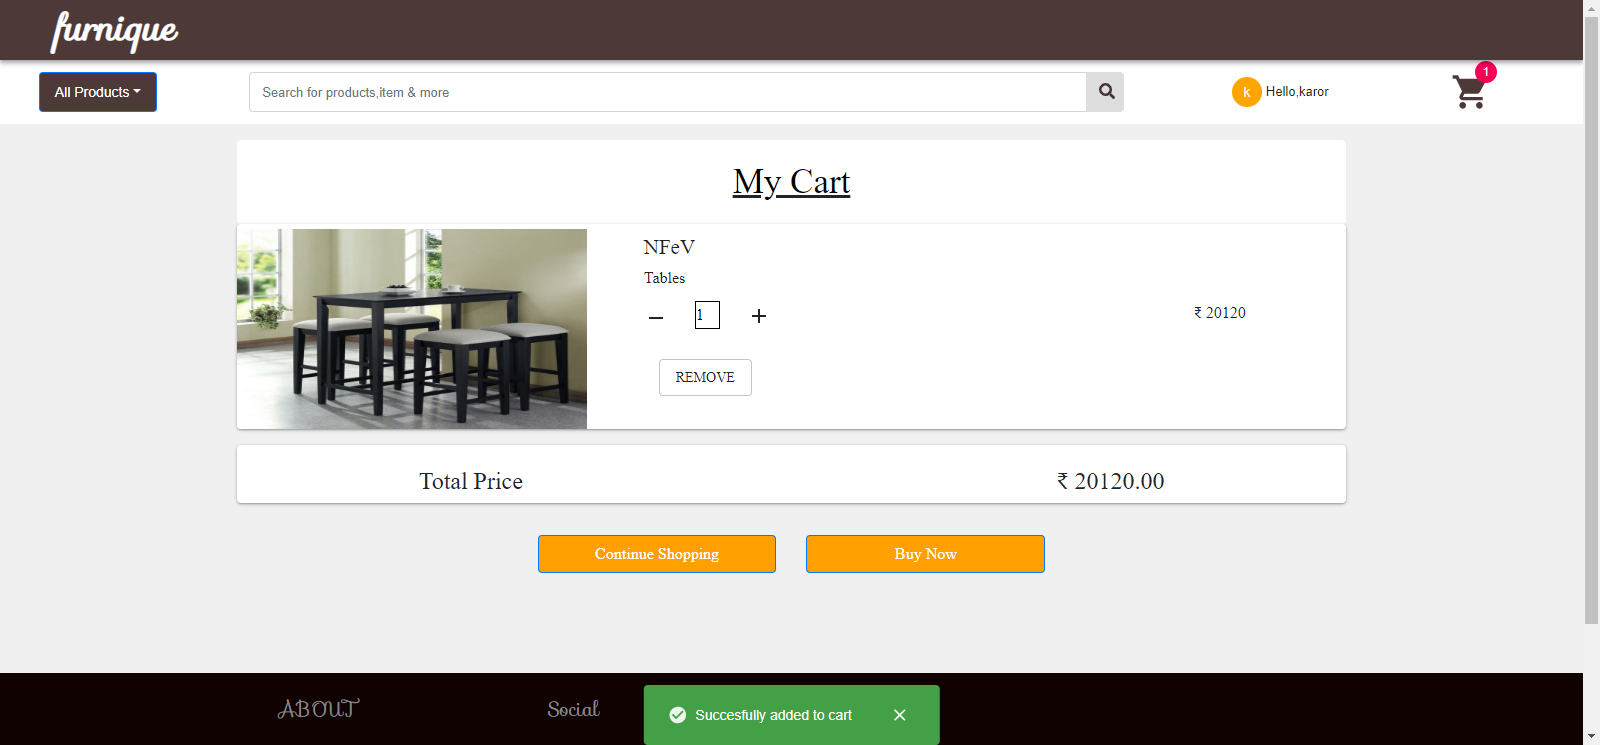 furnique
All Products
Search for products,item & more
k
Hello,karor
1
My Cart
NFeV
Tables
1
₹ 20120
REMOVE
Total Price
₹ 20120.00
Continue Shopping
Buy Now
ABOUT
Social
Succesfully added to cart